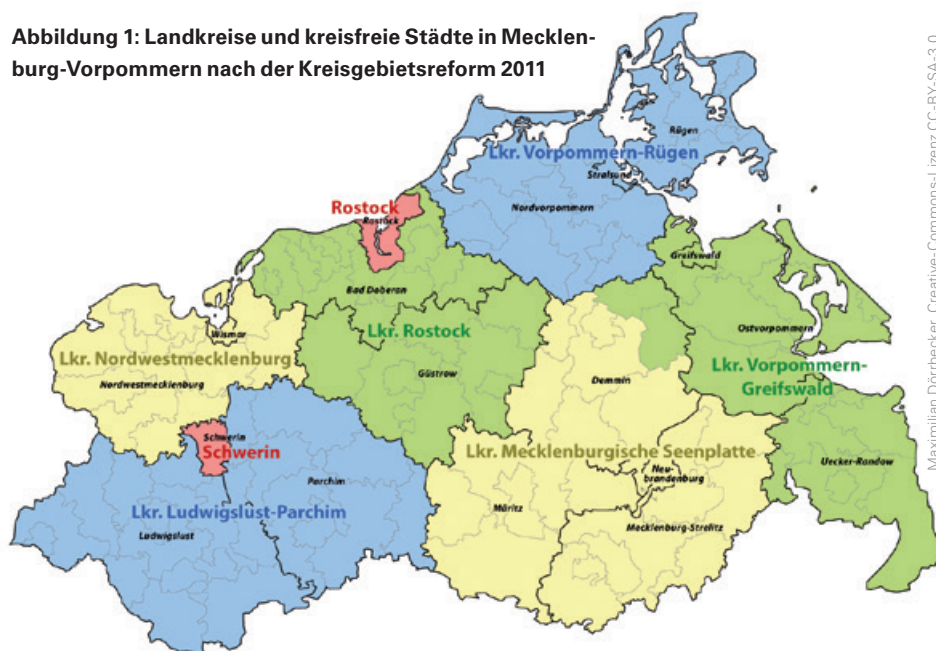 Abbildung 1: Landkreise und kreisfreie Städte in Mecklen-
burg-Vorpommern nach der Kreisgebietsreform 2011
Rügen
Lkr. Vorpommern-Rügen
Stralsund
Nordvorpommern
Rostock
Rostock
Greifswald
Bad Doberan
Ostvorpommern
Wismar
Lkr. Rostock
Lkr. Nordwestmecklenburg
Lkr. Vorpommern-
Greifswald
Güstrow
Demmin
Nordwestmecklenburg
Schwerin
Schwerin
Lkr. Mecklenburgische Seenplatte
Uecker-Randow
Neu-
brandenburg
Parchim
Lkr. Ludwigslust-Parchim
Müritz
Mecklenburg-Strelitz
Ludwigslust
Maximilian Dörrbecker, Creative-Commons-Lizenz CC-BY-SA-3.0